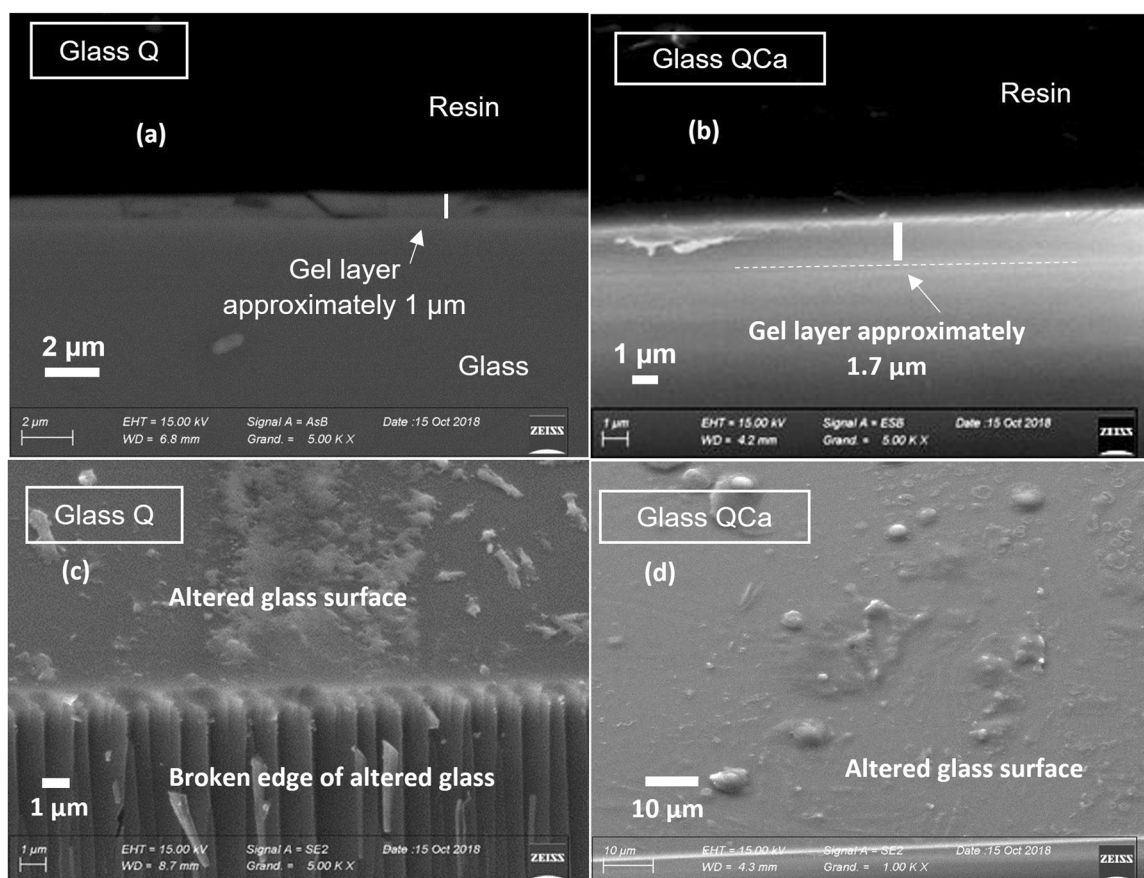 Glass Q
Resin
(a)
Gel layer
approximately 1 µm
2 µm
Glass
2 µm
EHT = 15.00 kV
Signal A = AsB
Date :15 Oct 2018
WD = 6.8 mm
Grand. = 5.00 K X
ZEISS
Glass QCa
Resin
(b)
Gel layer approximately
1.7 µm
1 µm
1 µm
EHT = 15.00 kV
Signal A = ESB
Date :15 Oct 2018
WD = 4.2 mm
Grand. = 5.00 K X
ZEISS
Glass Q
(c)
Altered glass surface
Broken edge of altered glass
1 µm
1 µm
EHT = 15.00 kV
Signal A = SE2
Date :15 Oct 2018
WD = 8.7 mm
Grand. = 5.00 K X
ZEISS
Glass QCa
(d)
Altered glass surface
10 µm
10 µm
EHT = 15.00 kV
Signal A = SE2
Date :15 Oct 2018
WD = 4.3 mm
Grand. = 1.00 K X
ZEISS